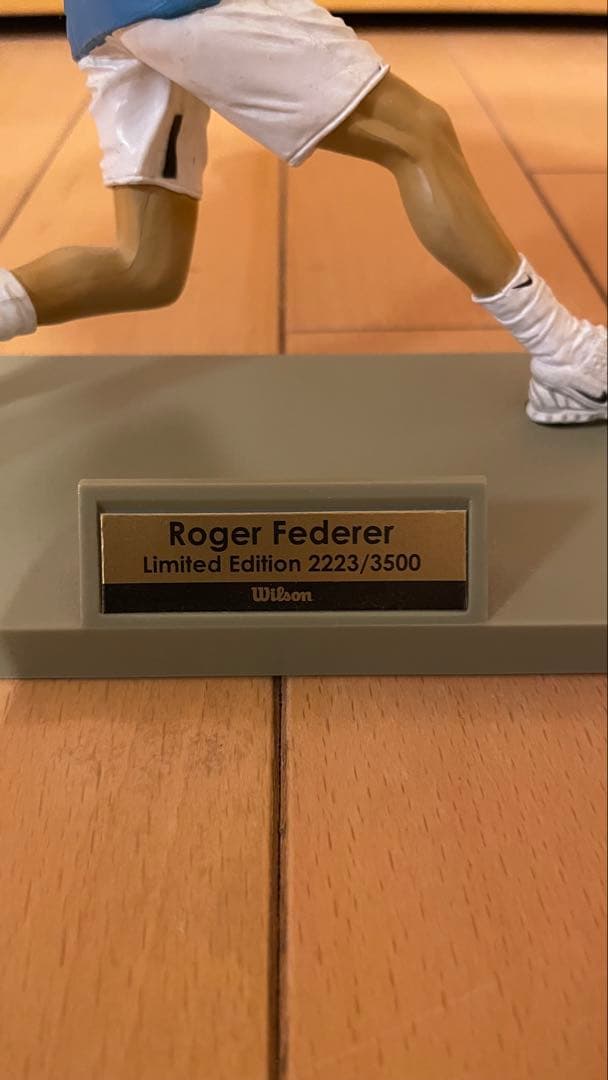 Roger Federer
Limited Edition 2223/3500
Wilson